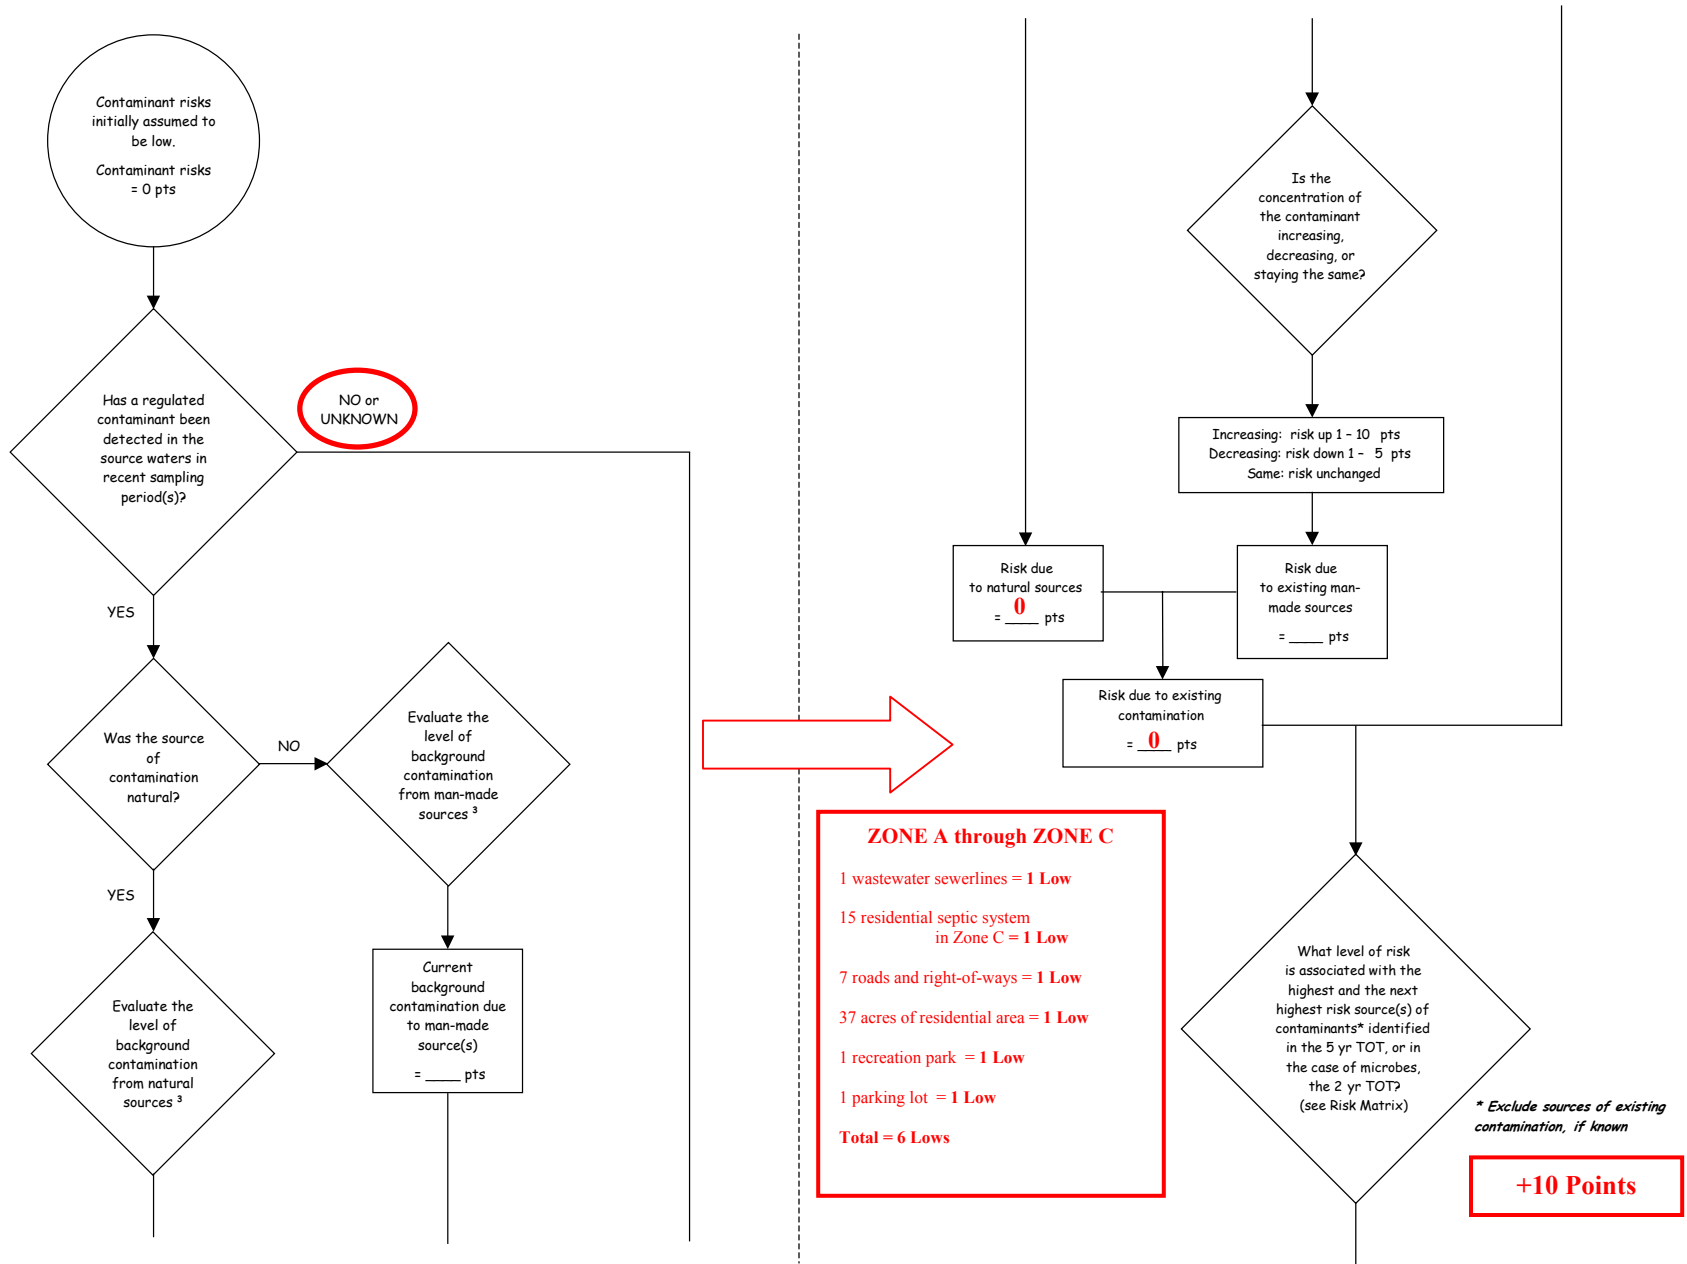 Contaminant risks
initially assumed to
be low.
Contaminant risks
= 0 pts
Has a regulated
contaminant been
detected in the
source waters in
recent sampling
period(s)?
NO or
UNKNOWN
YES
Was the source
of
contamination
natural?
NO
Evaluate the
level of
background
contamination
from man-made
sources ³
YES
Evaluate the
level of
background
contamination
from natural
sources ³
Current
background
contamination due
to man-made
source(s)
= ____ pts
Is the
concentration of
the contaminant
increasing,
decreasing, or
staying the same?
Increasing: risk up 1 – 10 pts
Decreasing: risk down 1 – 5 pts
Same: risk unchanged
Risk due
to natural sources
= 0 pts
Risk due
to existing man-
made sources
= ____ pts
Risk due to existing
contamination
= 0 pts
ZONE A through ZONE C
1 wastewater sewerlines = 1 Low
15 residential septic system
in Zone C = 1 Low
7 roads and right-of-ways = 1 Low
37 acres of residential area = 1 Low
1 recreation park = 1 Low
1 parking lot = 1 Low
Total = 6 Lows
What level of risk
is associated with the
highest and the next
highest risk source(s) of
contaminants* identified
in the 5 yr TOT, or in
the case of microbes,
the 2 yr TOT?
(see Risk Matrix)
* Exclude sources of existing
contamination, if known
+10 Points